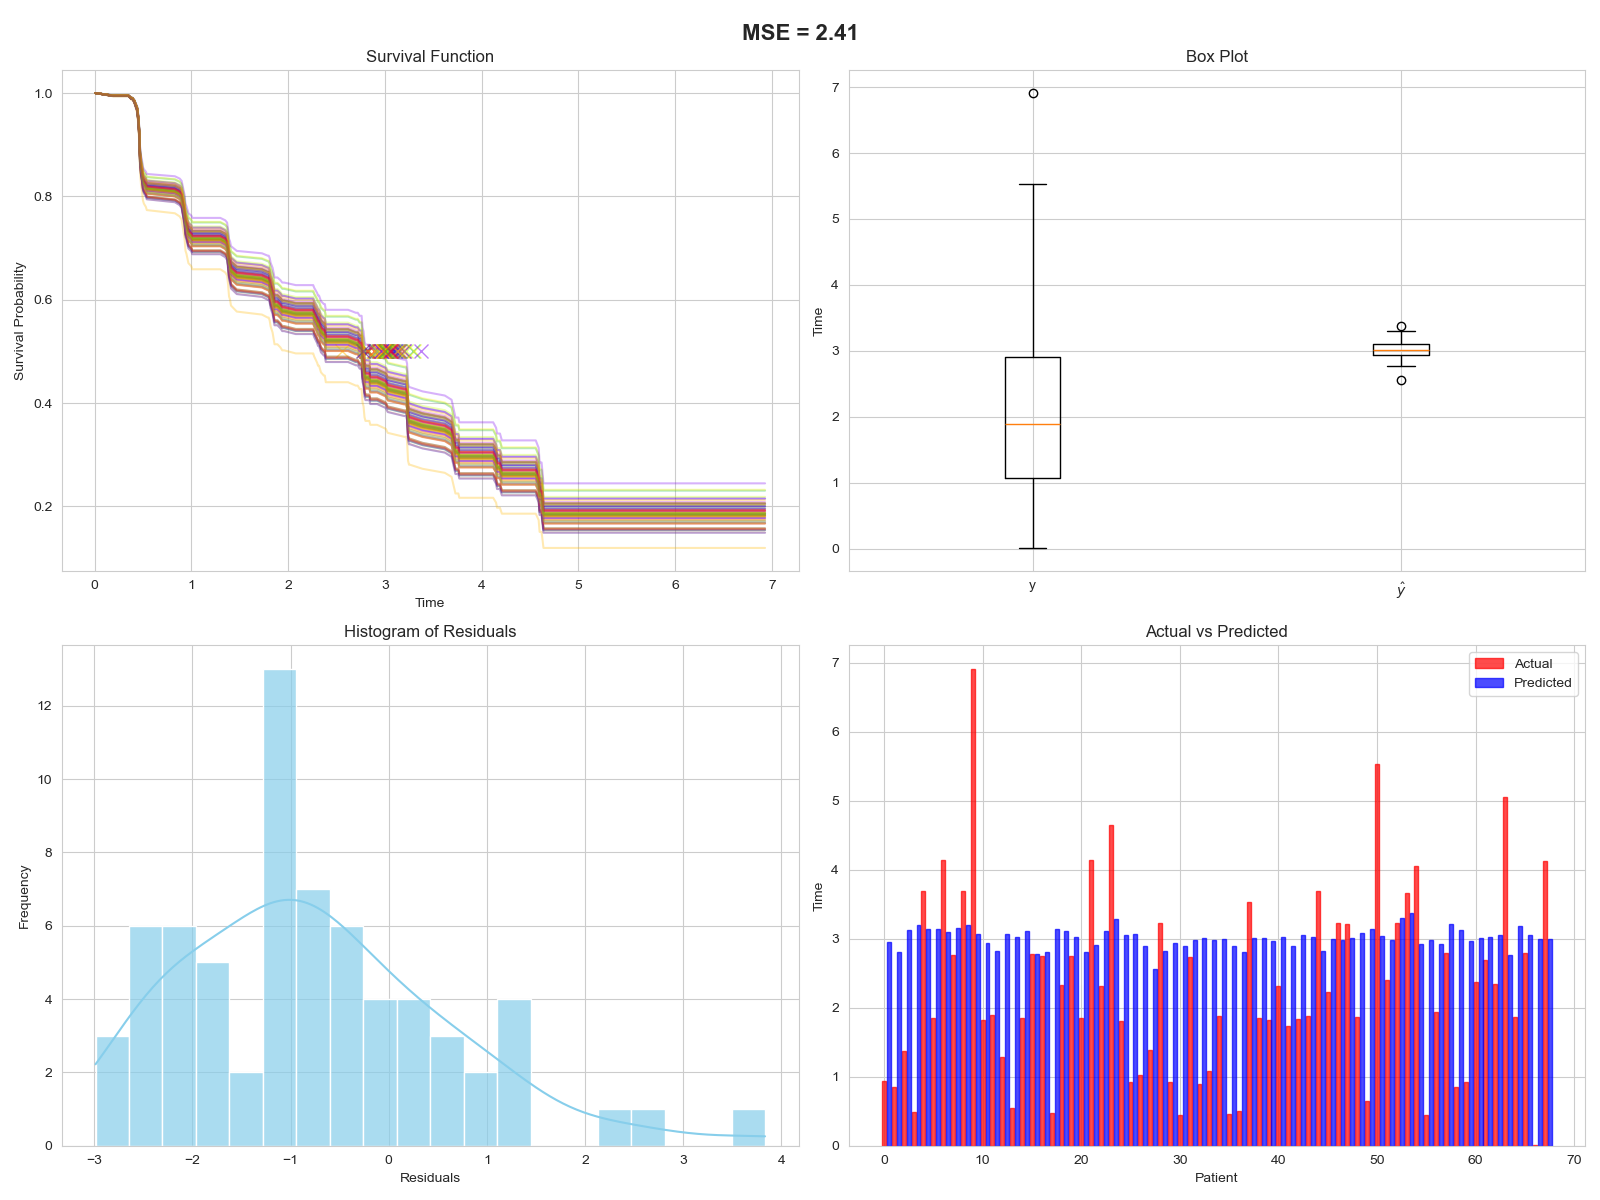 MSE = 2.41
Survival Function
Survival Probability
1.0
0.8
0.6
0.4
0.2
0 1 2 3 4 5 6 7
Time
Box Plot
Time
7
6
5
4
3
2
1
0
y ŷ
Histogram of Residuals
Frequency
12
10
8
6
4
2
0
−3 −2 −1 0 1 2 3 4
Residuals
Actual vs Predicted
Actual
Predicted
Time
7
6
5
4
3
2
1
0
0 10 20 30 40 50 60 70
Patient